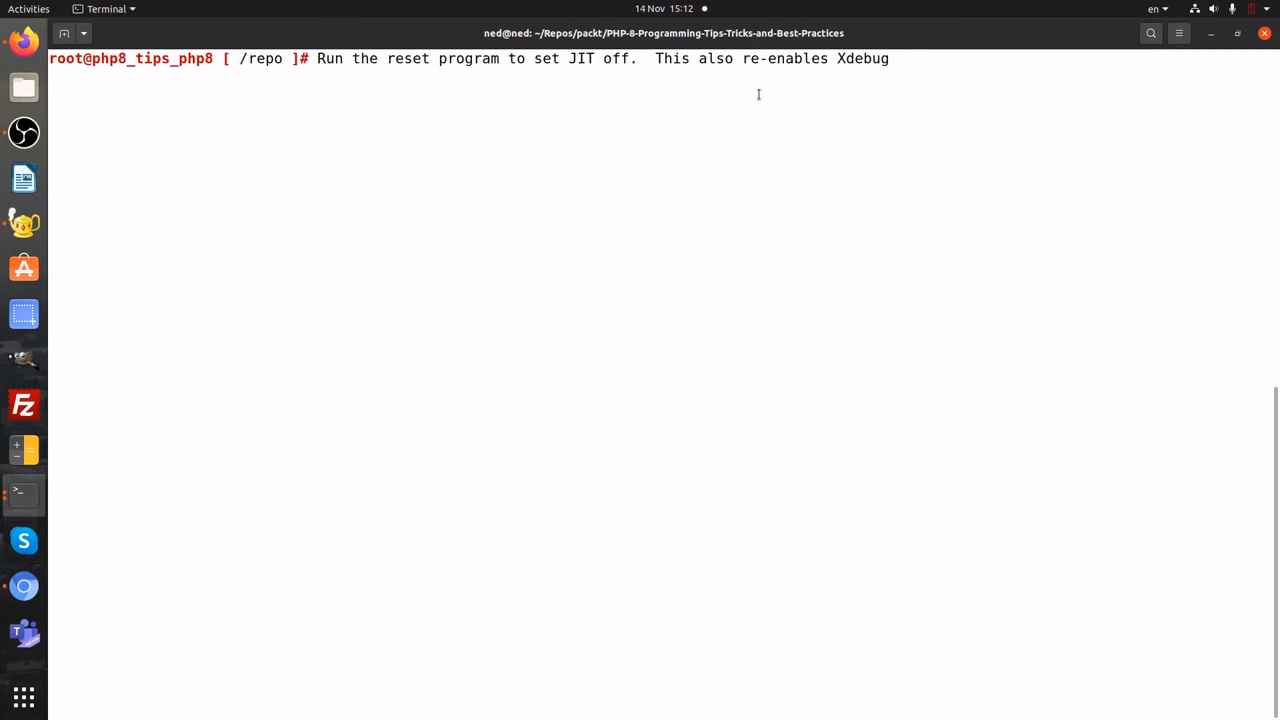 Activities Terminal 14 Nov 15:12 en
ned@ned: ~/Repos/packt/PHP-8-Programming-Tips-Tricks-and-Best-Practices
root@php8_tips_php8 [ /repo ]# Run the reset program to set JIT off.  This also re-enables Xdebug